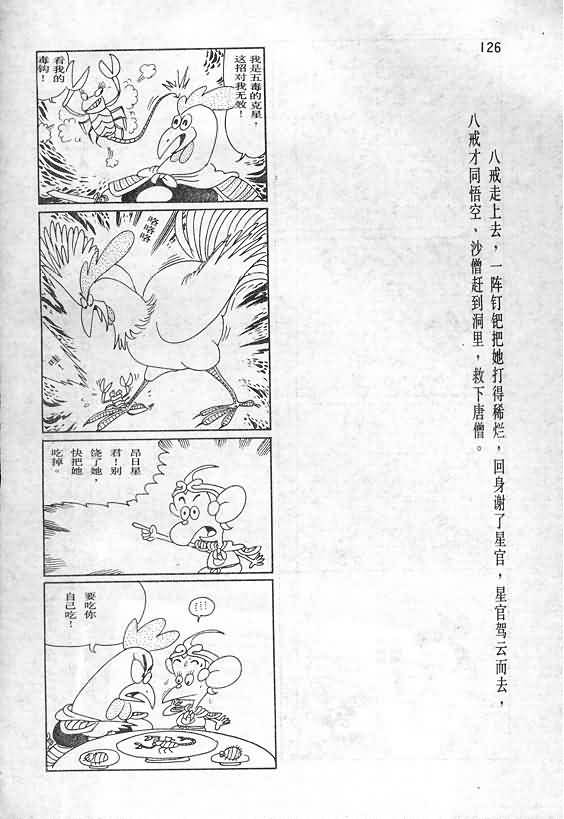 126
八戒走上去，一阵钉钯把她打得稀烂，回身谢了星官，星官驾云而去，
八戒才同悟空、沙僧赶到洞里，救下唐僧。
我是五毒的克星，
这招对我无效！
看我的
毒钩！
咯咯咯
昂日星
君！别
饶了她，
快把她
吃掉。
要吃你
自己吃！
……